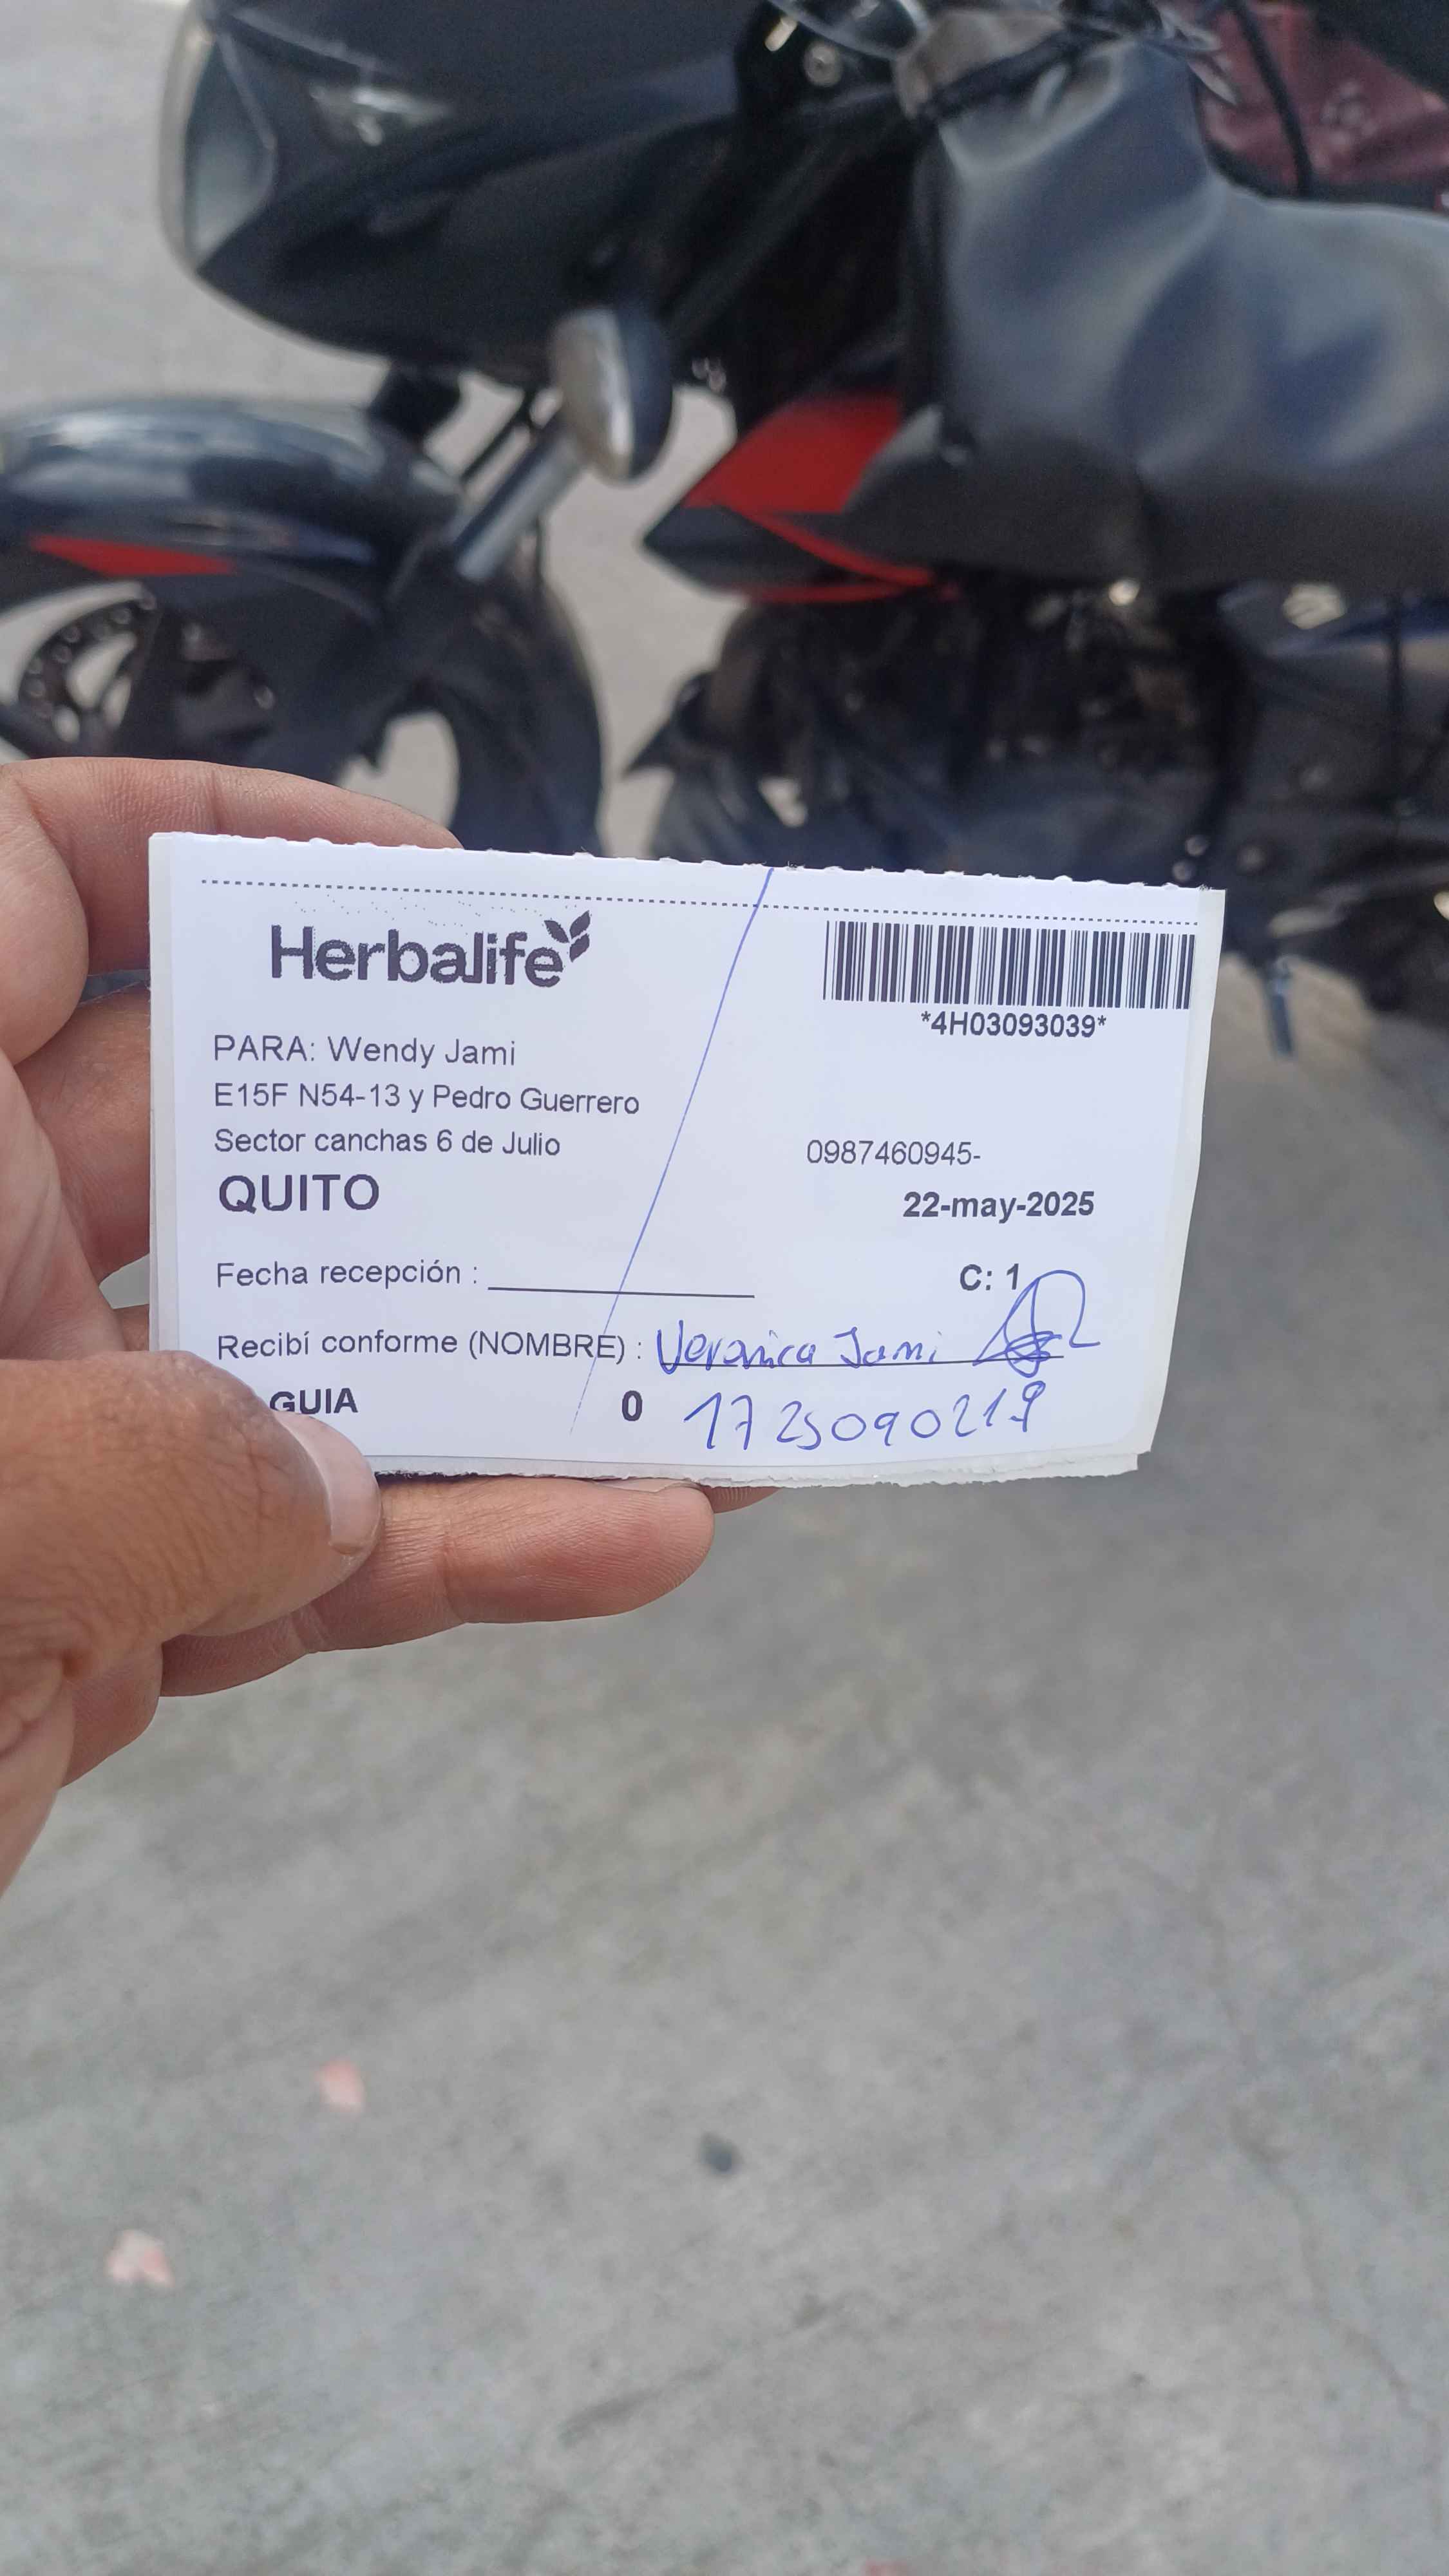 Herbalife
*4H03093039*
PARA: Wendy Jami
E15F N54-13 y Pedro Guerrero
Sector canchas 6 de Julio
0987460945-
QUITO
22-may-2025
Fecha recepción :
C: 1
Recibí conforme (NOMBRE) : Veronica Jami
GUIA 0 1725090219